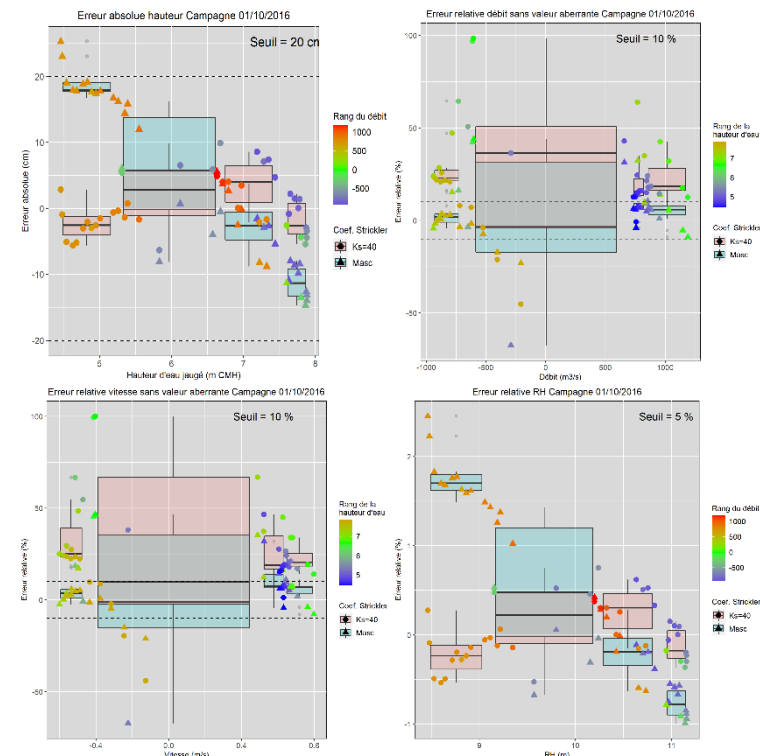 Erreur absolue hauteur Campagne 01/10/2016
Seuil = 20 cn
Erreur absolue (cm)
20
10
0
-10
-20
5
6
7
8
Hauteur d'eau jaugé (m CMH)
Rang du débit
1000
500
0
-500
Coef. Strickler
Ks=40
Masc
Erreur relative débit sans valeur aberrante Campagne 01/10/2016
Seuil = 10 %
Erreur relative (%)
100
50
10
0
-10
-50
-1000
-500
0
500
1000
Débit (m3/s)
Rang de la
hauteur d'eau
7
6
5
Coef. Strickler
Ks=40
Masc
Erreur relative vitesse sans valeur aberrante Campagne 01/10/2016
Seuil = 10 %
Erreur relative (%)
100
50
10
0
-10
-50
-0.4
0.0
0.4
0.8
Vitesse (m/s)
Rang de la
hauteur d'eau
7
6
5
Coef. Strickler
Ks=40
Masc
Erreur relative RH Campagne 01/10/2016
Seuil = 5 %
Erreur relative (%)
2
1
0
-1
9
10
11
RH (m)
Rang du débit
1000
500
0
-500
Coef. Strickler
Ks=40
Masc